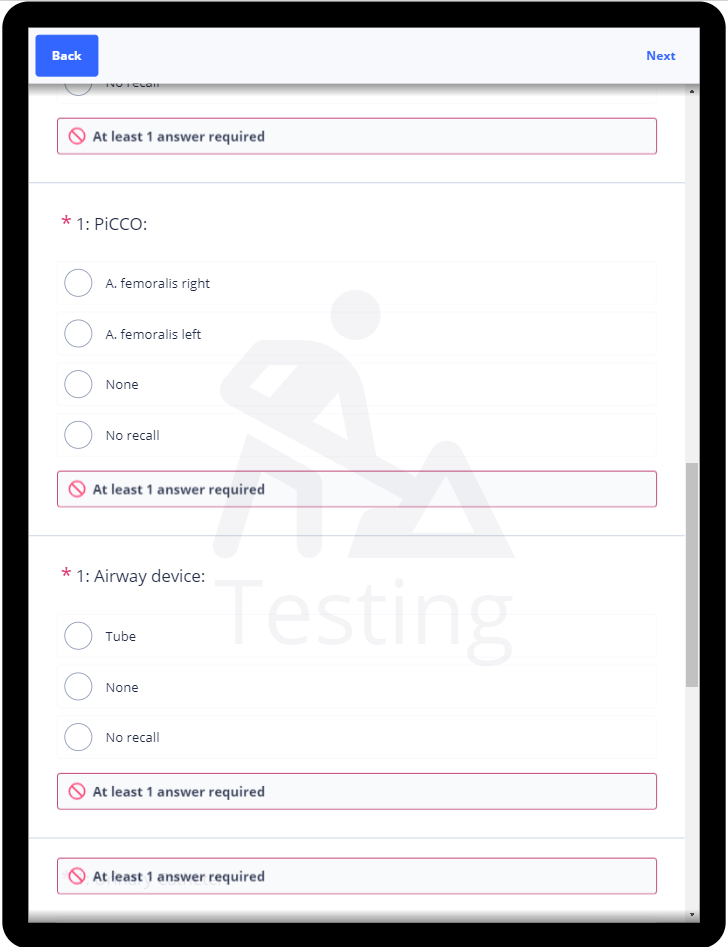 Back
Next
No recall
At least 1 answer required
* 1: PiCCO:
A. femoralis right
A. femoralis left
None
No recall
At least 1 answer required
* 1: Airway device:
Tube
None
No recall
At least 1 answer required
At least 1 answer required
Testing